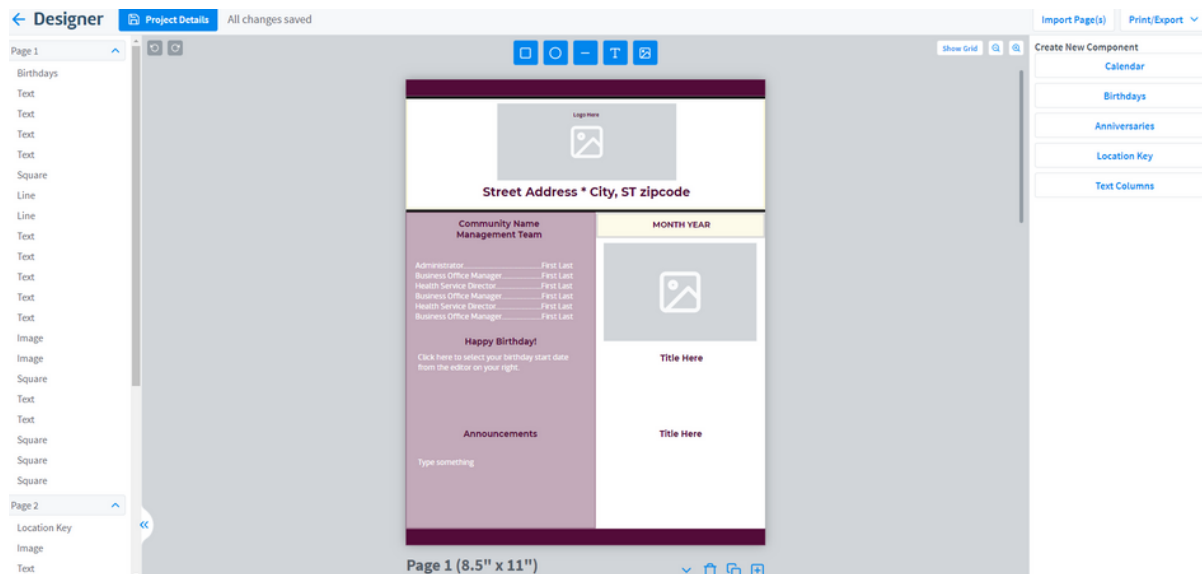 Designer
Project Details
All changes saved
Import Page(s)
Print/Export
Page 1
Birthdays
Text
Text
Text
Text
Square
Line
Line
Text
Text
Text
Text
Text
Image
Image
Square
Text
Text
Square
Square
Square
Page 2
Location Key
Image
Text
T
Show Grid
Logo Here
Street Address * City, ST zipcode
Community Name
Management Team
Administrator..............................First Last
Business Office Manager...............First Last
Health Service Director..................First Last
Business Office Manager...............First Last
Health Service Director..................First Last
Business Office Manager...............First Last
Happy Birthday!
Click here to select your birthday start date
from the editor on your right.
Announcements
Type something
MONTH YEAR
Title Here
Title Here
Page 1 (8.5" x 11")
Create New Component
Calendar
Birthdays
Anniversaries
Location Key
Text Columns